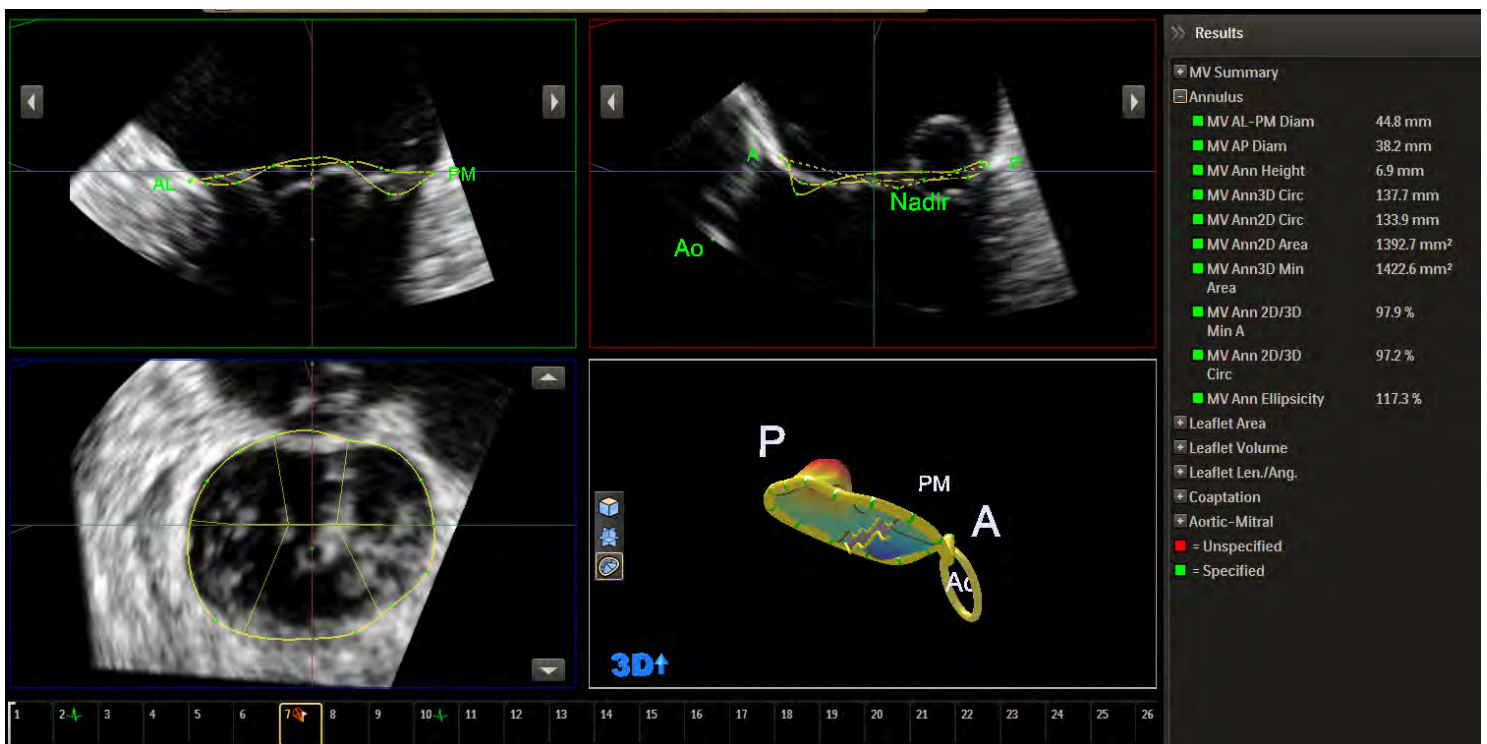 AL
PM
A
P
Nadir
Ao
P
PM
A
Ao
3D
1 2 3 4 5 6 7 8 9 10 11 12 13 14 15 16 17 18 19 20 21 22 23 24 25 26
Results
MV Summary
Annulus
MV AL-PM Diam 44.8 mm
MV AP Diam 38.2 mm
MV Ann Height 6.9 mm
MV Ann3D Circ 137.7 mm
MV Ann2D Circ 133.9 mm
MV Ann2D Area 1392.7 mm²
MV Ann3D Min 1422.6 mm²
Area
MV Ann 2D/3D 97.9 %
Min A
MV Ann 2D/3D 97.2 %
Circ
MV Ann Ellipsicity 117.3 %
Leaflet Area
Leaflet Volume
Leaflet Len./Ang.
Coaptation
Aortic-Mitral
= Unspecified
= Specified